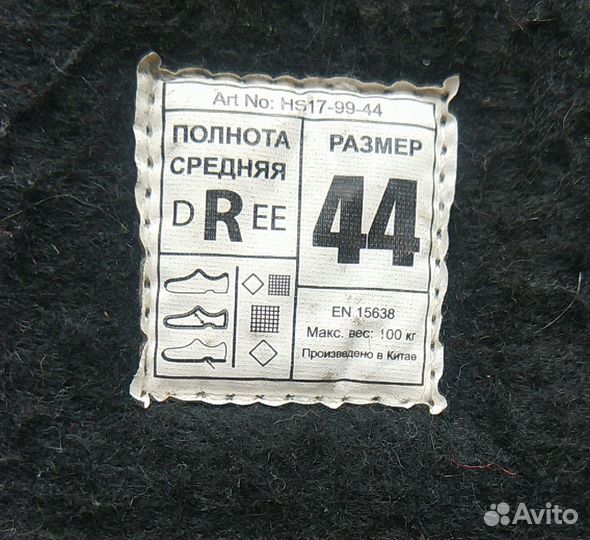 Art No: HS17-99-44
ПОЛНОТА
СРЕДНЯЯ
D R EE
РАЗМЕР
44
EN 15638
Макс. вес: 100 кг
Произведено в Китае
Avito